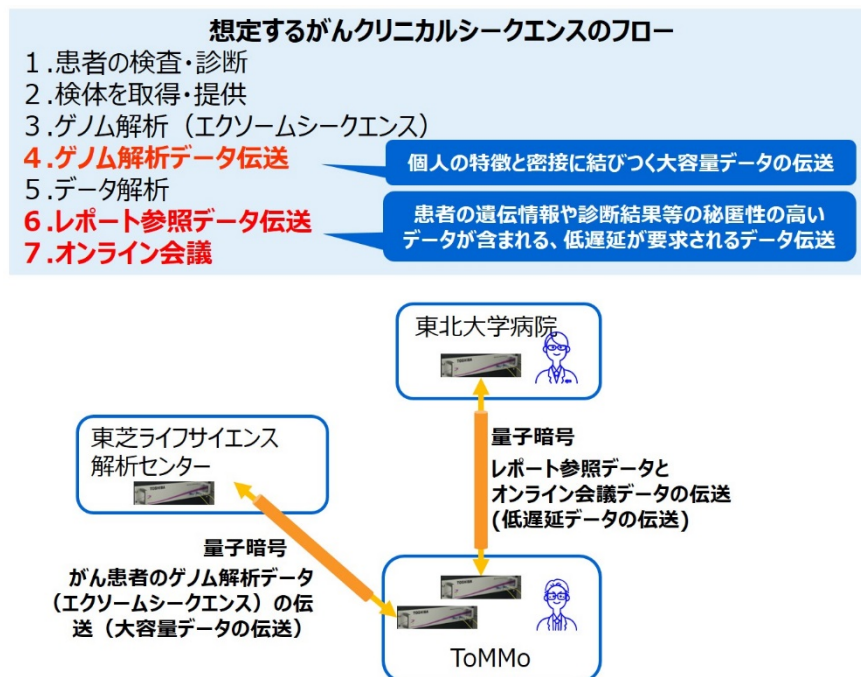 想定するがんクリニカルシークエンスのフロー
1.患者の検査・診断
2.検体を取得・提供
3.ゲノム解析（エクソームシークエンス）
4.ゲノム解析データ伝送
個人の特徴と密接に結びつく大容量データの伝送
5.データ解析
6.レポート参照データ伝送
7.オンライン会議
患者の遺伝情報や診断結果等の秘匿性の高い
データが含まれる、低遅延が要求されるデータ伝送
東北大学病院
TOSHIBA
東芝ライフサイエンス
解析センター
TOSHIBA
量子暗号
レポート参照データと
オンライン会議データの伝送
(低遅延データの伝送)
量子暗号
がん患者のゲノム解析データ
（エクソームシークエンス）の伝
送（大容量データの伝送）
TOSHIBA
TOSHIBA
ToMMo